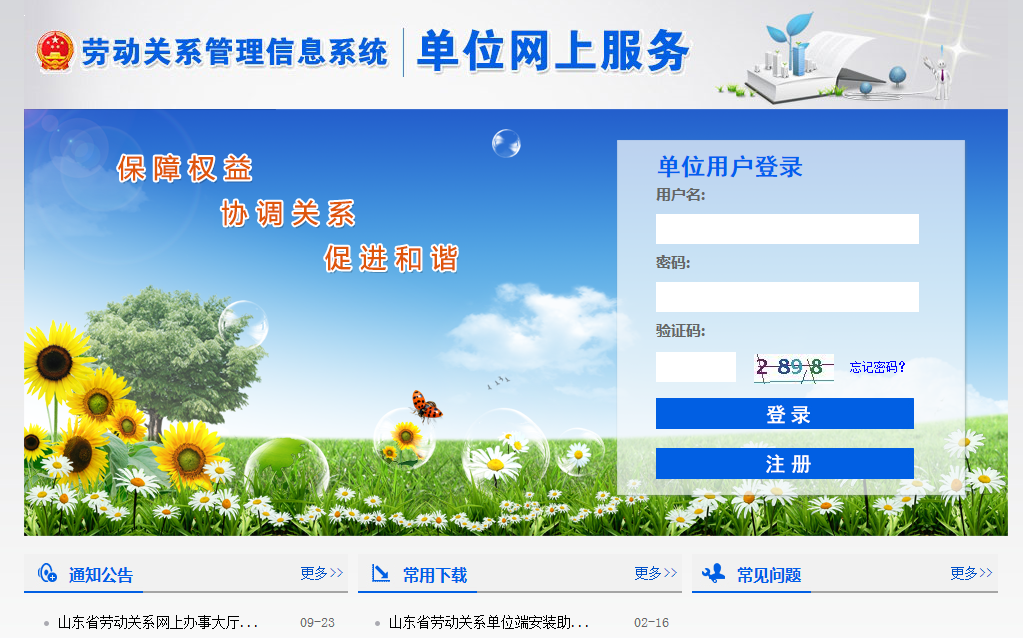 劳动关系管理信息系统 单位网上服务
保障权益
协调关系
促进和谐
单位用户登录
用户名:
密码:
验证码:
2898 忘记密码?
登录
注册
通知公告 更多>>
山东省劳动关系网上办事大厅... 09-23
常用下载 更多>>
山东省劳动关系单位端安装助... 02-16
常见问题 更多>>